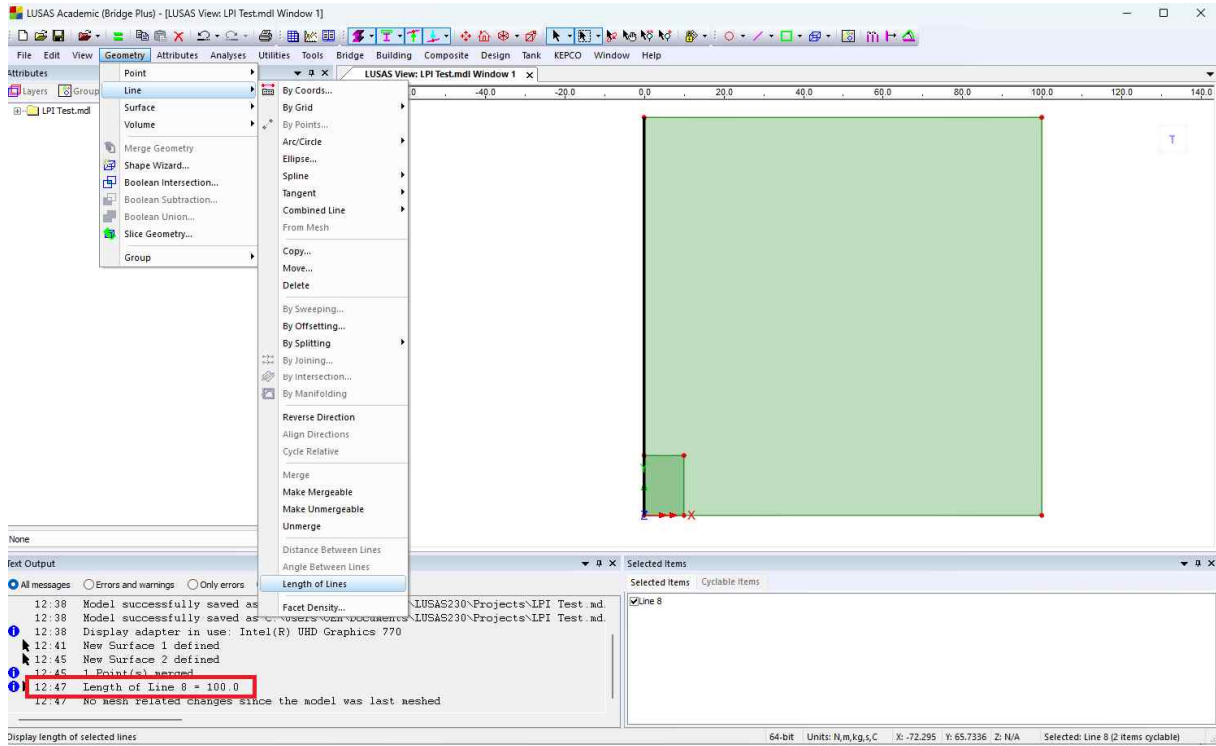 LUSAS Academic (Bridge Plus) - [LUSAS View: LPI Test.mdl Window 1]
File Edit View Geometry Attributes Analyses Utilities Tools Bridge Building Composite Design Tank KEPCO Window Help
Attributes
LUSAS View: LPI Test.mdl Window 1
Layers Group
LPI Test.mdl
Point
Line
Surface
Volume
Merge Geometry
Shape Wizard...
Boolean Intersection...
Boolean Subtraction...
Boolean Union...
Slice Geometry...
Group
By Coords...
By Grid
By Points...
Arc/Circle
Ellipse...
Spline
Tangent
Combined Line
From Mesh
Copy...
Move...
Delete
By Sweeping...
By Offsetting...
By Splitting
By Joining...
By Intersection...
By Manifolding
Reverse Direction
Align Directions
Cycle Relative
Merge
Make Mergeable
Make Unmergeable
Unmerge
Distance Between Lines
Angle Between Lines
Length of Lines
Facet Density...
-40.0 -20.0 0.0 20.0 40.0 60.0 80.0 100.0 120.0 140.0
T
Y
Z X
None
Text Output
All messages Errors and warnings Only errors
12:38 Model successfully saved as \LUSAS230\Projects\LPI Test.md
12:38 Model successfully saved as C:\Users\OEM\Documents\LUSAS230\Projects\LPI Test.md
12:38 Display adapter in use: Intel(R) UHD Graphics 770
12:41 New Surface 1 defined
12:45 New Surface 2 defined
12:45 1 Point(s) merged
12:47 Length of Line 8 = 100.0
12:47 No mesh related changes since the model was last meshed
Selected Items
Selected Items Cyclable Items
Line 8
Display length of selected lines
64-bit Units: N,m,kg,s,C X: -72.295 Y: 65.7336 Z: N/A Selected: Line 8 (2 items cyclable)